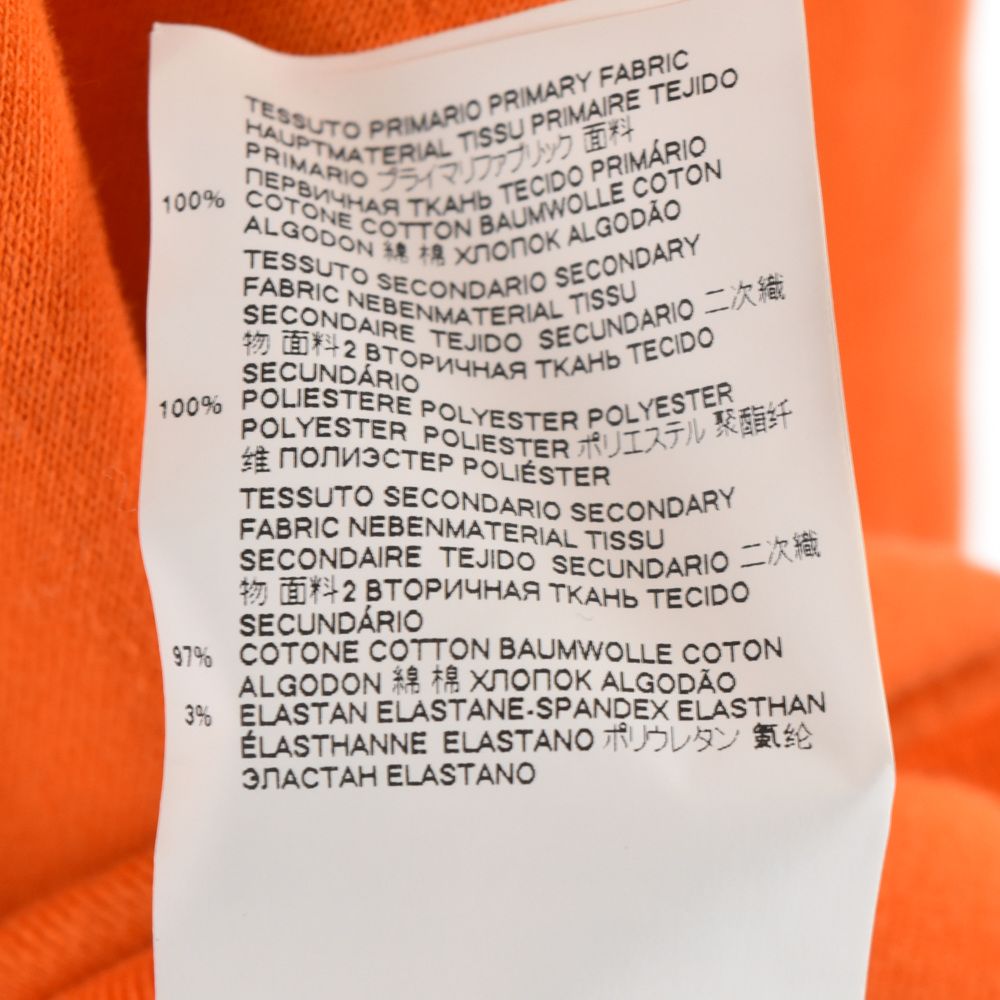 TESSUTO PRIMARIO PRIMARY FABRIC
HAUPTMATERIAL TISSU PRIMAIRE TEJIDO
PRIMARIO プライマリファブリック 面料
ПЕРВИЧНАЯ ТКАНЬ TECIDO PRIMÁRIO
100% COTONE COTTON BAUMWOLLE COTON
ALGODON 綿 棉 ХЛОПОК ALGODÃO
TESSUTO SECONDARIO SECONDARY
FABRIC NEBENMATERIAL TISSU
SECONDAIRE TEJIDO SECUNDARIO 二次織
物 面料2 ВТОРИЧНАЯ ТКАНЬ TECIDO
SECUNDÁRIO
100% POLIESTERE POLYESTER POLYESTER
POLYESTER POLIESTER ポリエステル 聚酯纤
维 ПОЛИЭСТЕР POLIÉSTER
TESSUTO SECONDARIO SECONDARY
FABRIC NEBENMATERIAL TISSU
SECONDAIRE TEJIDO SECUNDARIO 二次織
物 面料2 ВТОРИЧНАЯ ТКАНЬ TECIDO
SECUNDÁRIO
97% COTONE COTTON BAUMWOLLE COTON
ALGODON 綿 棉 ХЛОПОК ALGODÃO
3% ELASTAN ELASTANE-SPANDEX ELASTHAN
ÉLASTHANNE ELASTANO ポリウレタン 氨纶
ЭЛАСТАН ELASTANO